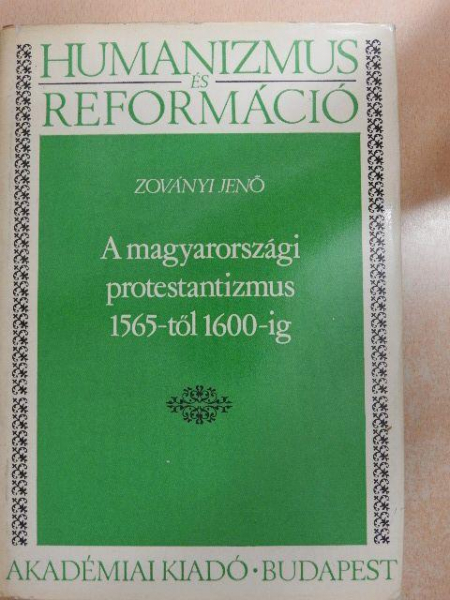 HUMANIZMUS
ÉS
REFORMÁCIÓ
ZOVÁNYI JENŐ
A magyarországi
protestantizmus
1565-től 1600-ig
AKADÉMIAI KIADÓ · BUDAPEST